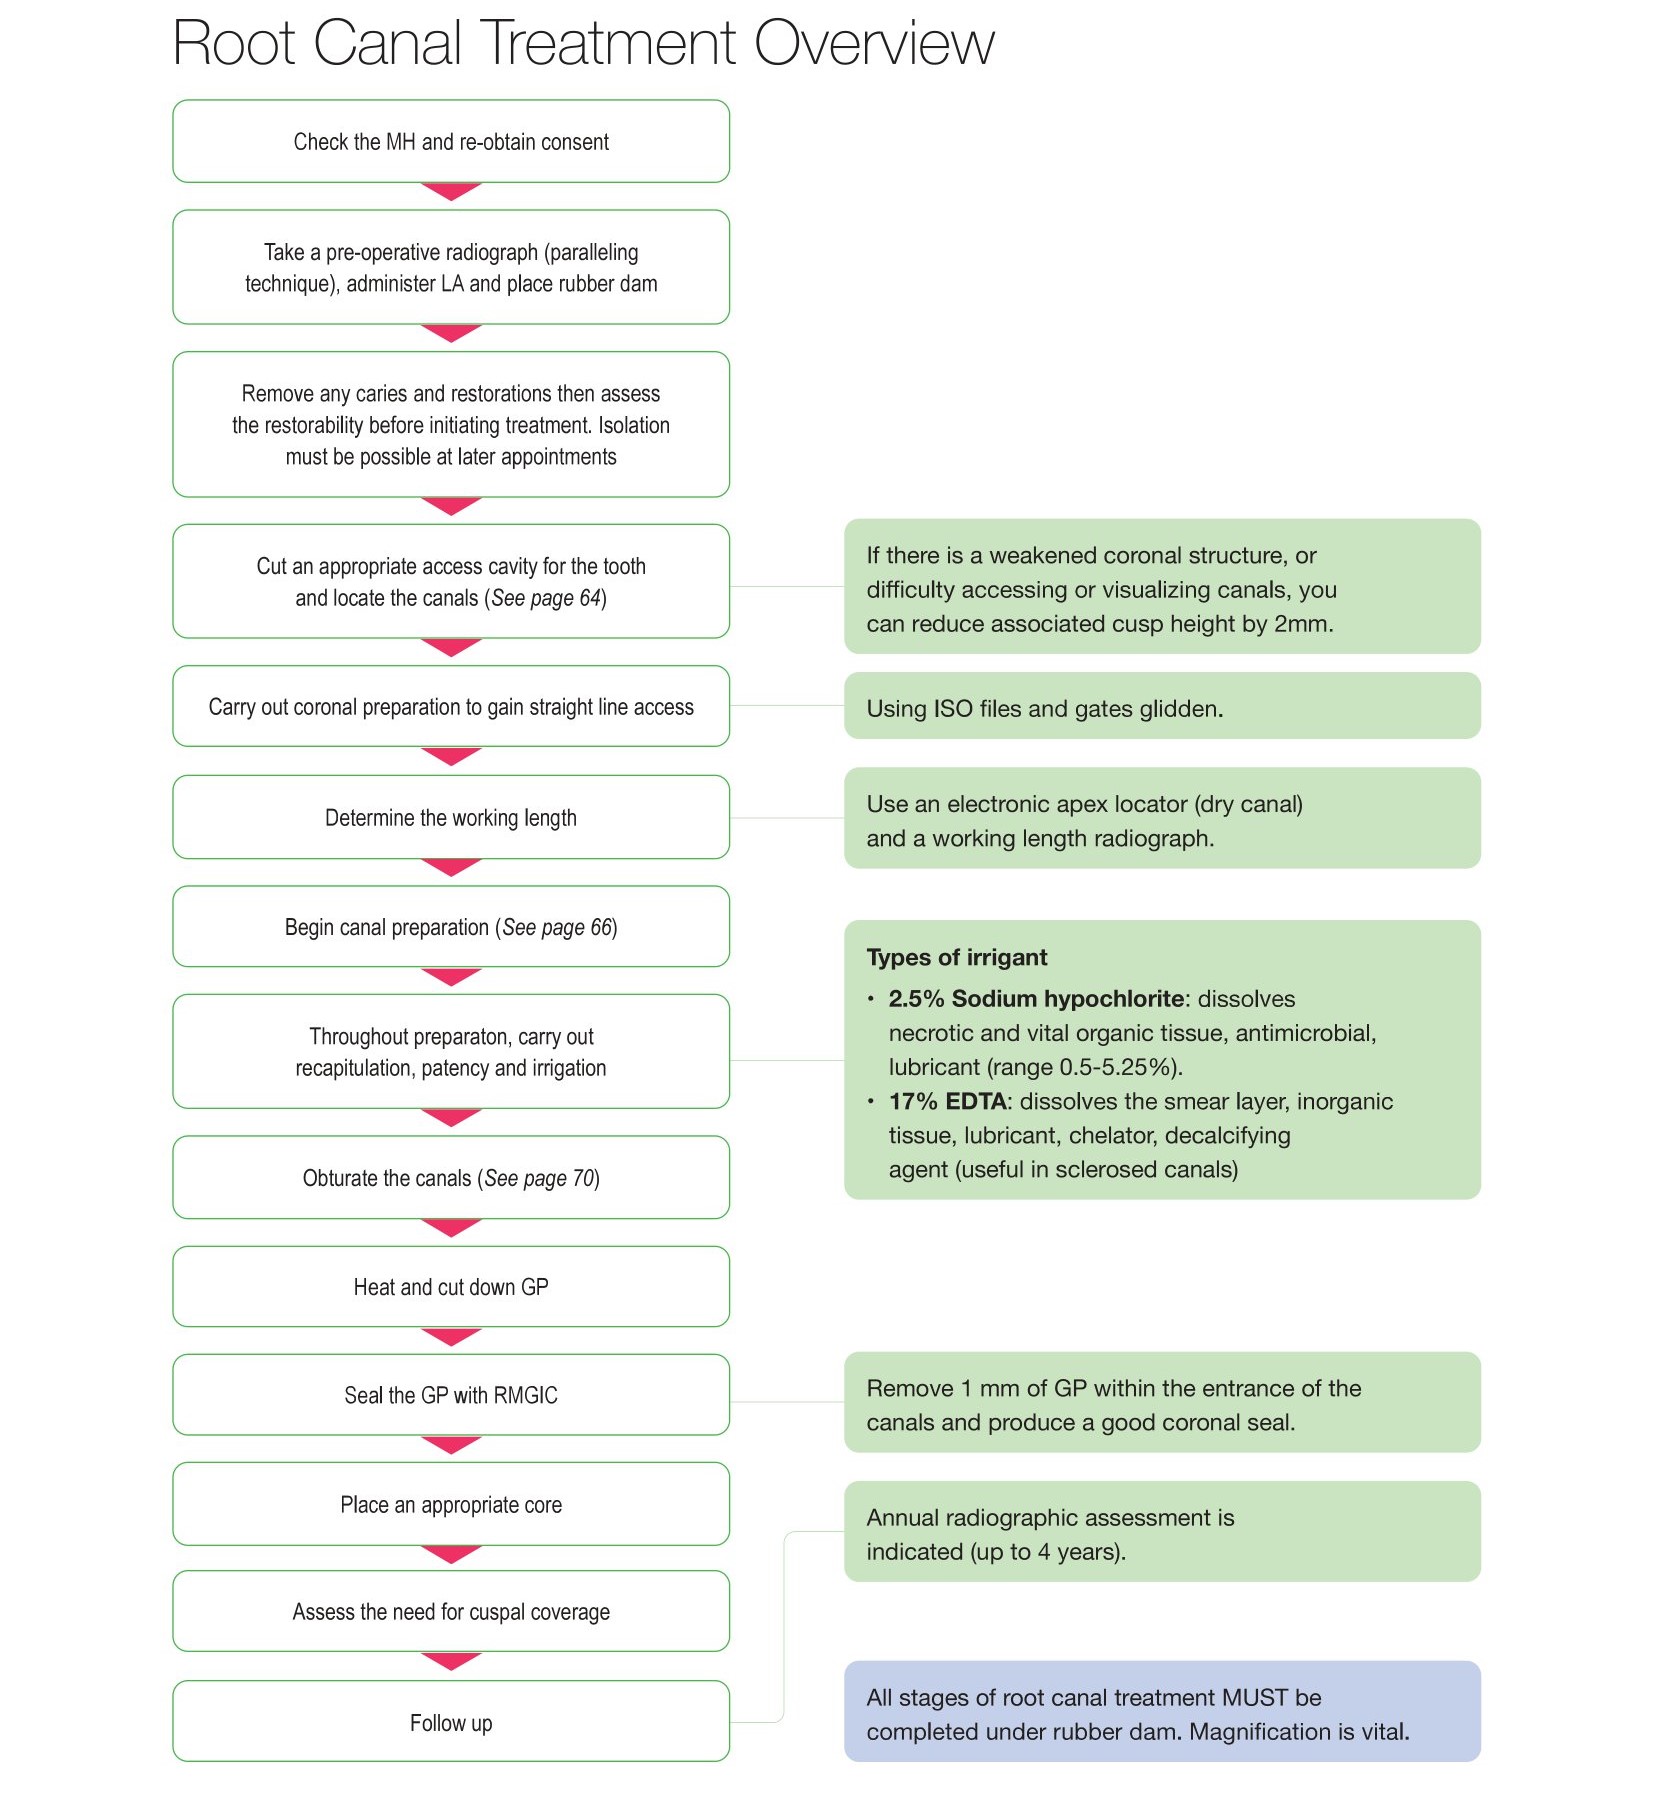 Root Canal Treatment Overview
Check the MH and re-obtain consent
Take a pre-operative radiograph (paralleling
technique), administer LA and place rubber dam
Remove any caries and restorations then assess
the restorability before initiating treatment. Isolation
must be possible at later appointments
Cut an appropriate access cavity for the tooth
and locate the canals (See page 64)
If there is a weakened coronal structure, or
difficulty accessing or visualizing canals, you
can reduce associated cusp height by 2mm.
Carry out coronal preparation to gain straight line access
Using ISO files and gates glidden.
Determine the working length
Use an electronic apex locator (dry canal)
and a working length radiograph.
Begin canal preparation (See page 66)
Throughout preparaton, carry out
recapitulation, patency and irrigation
Types of irrigant
• 2.5% Sodium hypochlorite: dissolves
necrotic and vital organic tissue, antimicrobial,
lubricant (range 0.5-5.25%).
• 17% EDTA: dissolves the smear layer, inorganic
tissue, lubricant, chelator, decalcifying
agent (useful in sclerosed canals)
Obturate the canals (See page 70)
Heat and cut down GP
Seal the GP with RMGIC
Remove 1 mm of GP within the entrance of the
canals and produce a good coronal seal.
Place an appropriate core
Assess the need for cuspal coverage
Follow up
Annual radiographic assessment is
indicated (up to 4 years).
All stages of root canal treatment MUST be
completed under rubber dam. Magnification is vital.